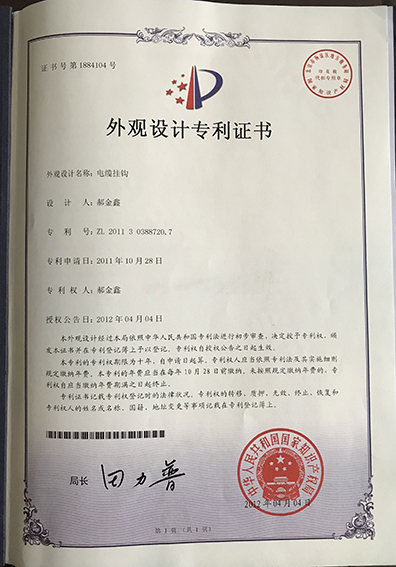 证书号第1884104号
外观设计专利证书
外观设计名称:电缆挂钩
设计人:郝金鑫
专利号:ZL 2011 3 0388720.7
专利申请日:2011年10月28日
专利权人:郝金鑫
授权公告日:2012年04月04日
本外观设计经过本局依照中华人民共和国专利法进行初步审查,决定授予专利权,颁
发本证书并在专利登记簿上予以登记。专利权自授权公告之日起生效。
本专利的专利权期限为十年,自申请日起算。专利权人应当依照专利法及其实施细则
规定缴纳年费。本专利的年费应当在每年10月28日前缴纳。未按照规定缴纳年费的,专利
权自应当缴纳年费期满之日起终止。
专利证书记载专利权登记时的法律状况。专利权的转移、质押、无效、终止、恢复和
专利权人的姓名或名称、国籍、地址变更等事项记载在专利登记簿上。
局长 田力普
中华人民共和国国家知识产权局
2012年04月04日
第1页(共1页)